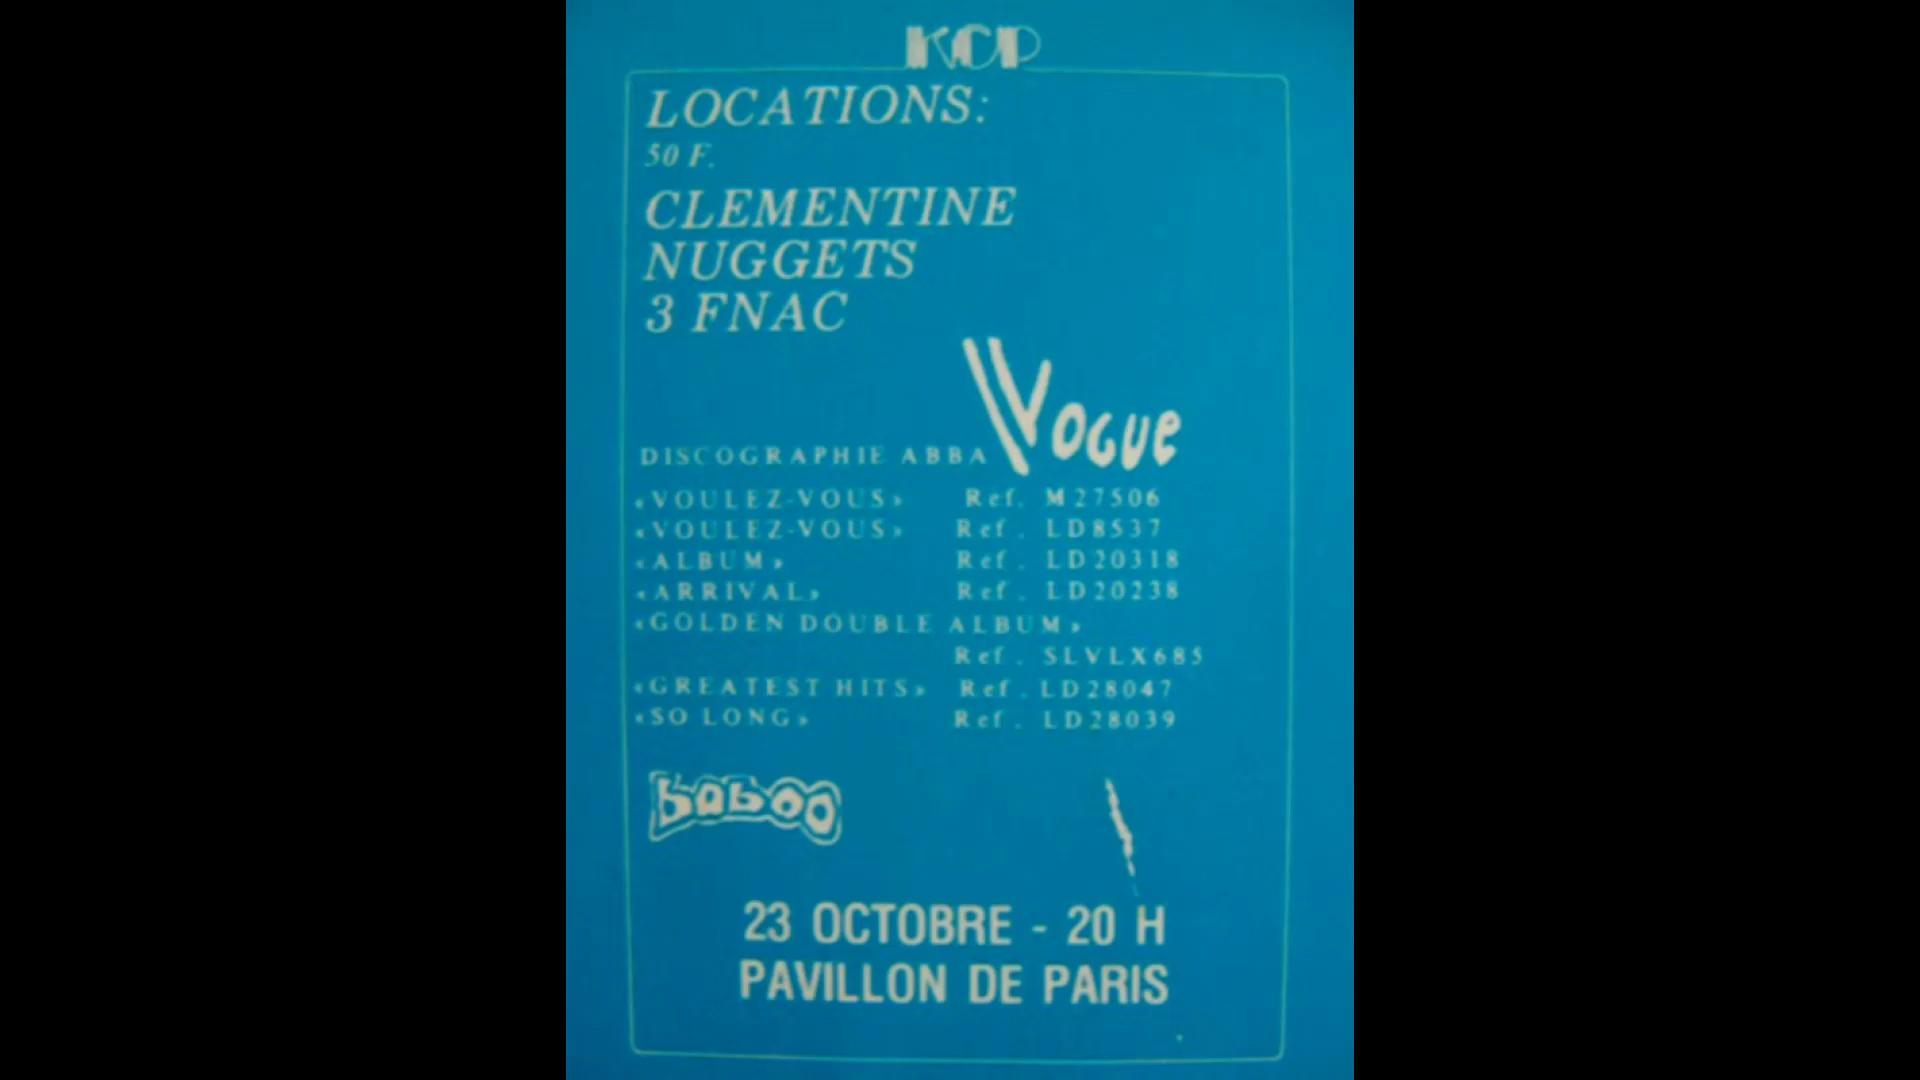 KCP
LOCATIONS:
50 F.
CLEMENTINE
NUGGETS
3 FNAC
VOGUE
DISCOGRAPHIE ABBA
«VOULEZ-VOUS» Ref. M27506
«VOULEZ-VOUS» Ref. LD8537
«ALBUM» Ref. LD20318
«ARRIVAL» Ref. LD20238
«GOLDEN DOUBLE ALBUM»
Ref. SLVLX685
«GREATEST HITS» Ref. LD28047
«SO LONG» Ref. LD28039
baboo
23 OCTOBRE - 20 H
PAVILLON DE PARIS